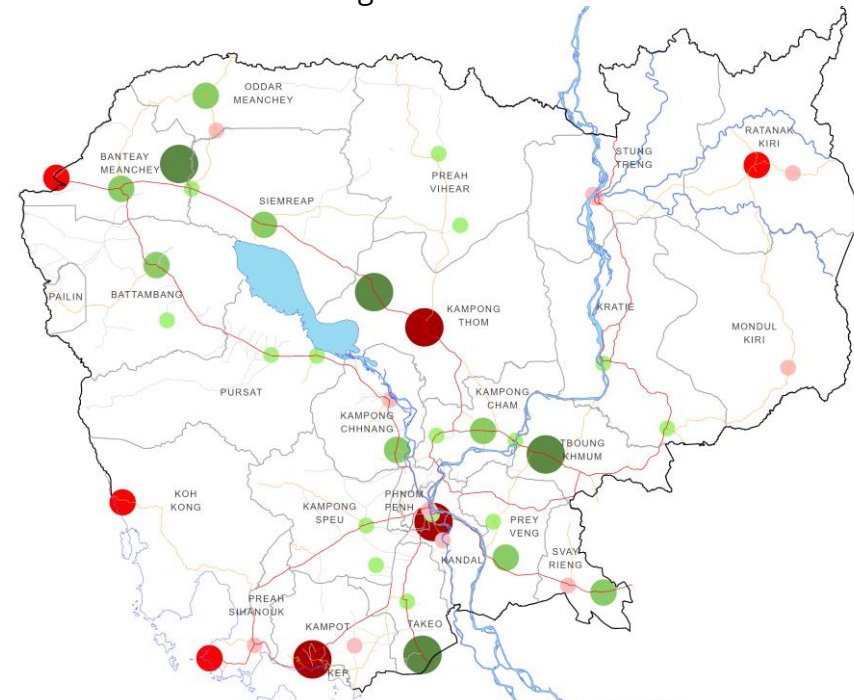 ODDAR
MEANCHEY
BANTEAY
MEANCHEY
RATANAK
KIRI
STUNG
TRENG
PREAH
VIHEAR
SIEMREAP
PAILIN
BATTAMBANG
KAMPONG
THOM
KRATIE
MONDUL
KIRI
PURSAT
KAMPONG
CHAM
KAMPONG
CHHNANG
TBOUNG
KHMUM
KOH
KONG
KAMPONG
SPEU
PHNOM
PENH
PREY
VENG
KANDAL
SVAY
RIENG
PREAH
SIHANOUK
KAMPOT
TAKEO
KEP